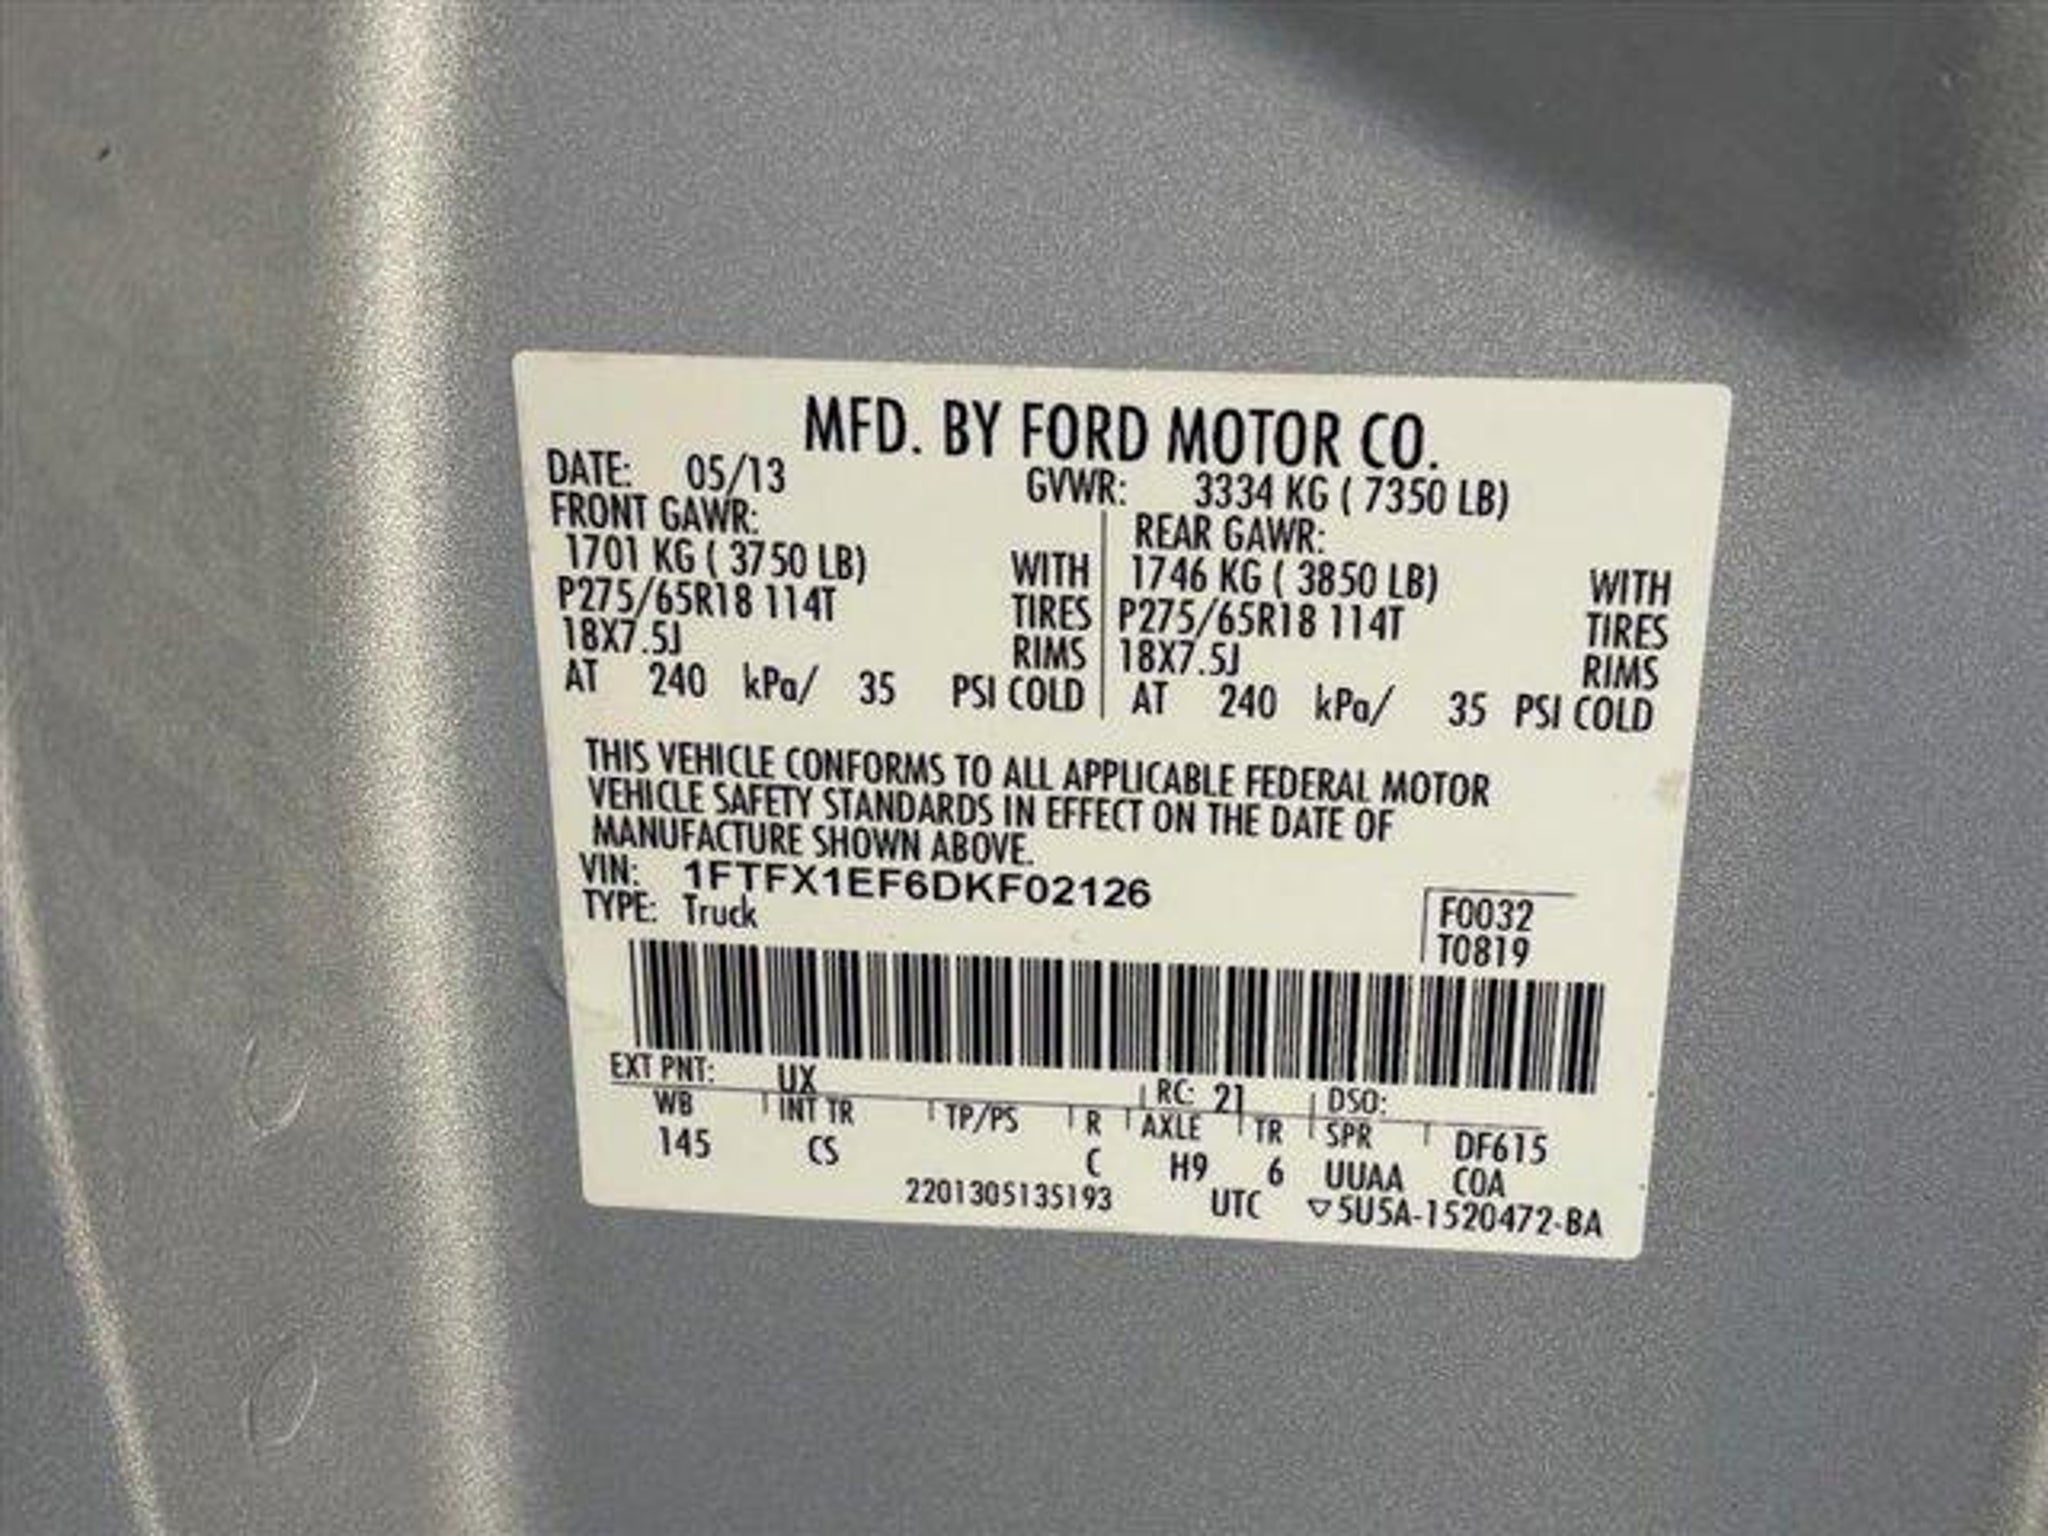 MFD. BY FORD MOTOR CO.
DATE: 05/13 GVWR: 3334 KG ( 7350 LB)
FRONT GAWR: REAR GAWR:
1701 KG ( 3750 LB) WITH 1746 KG ( 3850 LB) WITH
P275/65R18 114T TIRES P275/65R18 114T TIRES
18X7.5J RIMS 18X7.5J RIMS
AT 240 kPa/ 35 PSI COLD AT 240 kPa/ 35 PSI COLD
THIS VEHICLE CONFORMS TO ALL APPLICABLE FEDERAL MOTOR
VEHICLE SAFETY STANDARDS IN EFFECT ON THE DATE OF
MANUFACTURE SHOWN ABOVE.
VIN: 1FTFX1EF6DKF02126
TYPE: Truck F0032
T0819
EXT PNT: UX RC: 21 DSO:
WB INT TR TP/PS R AXLE TR SPR DF615
145 CS C H9 6 UUAA COA
2201305135193 UTC ▽5U5A-1520472-BA